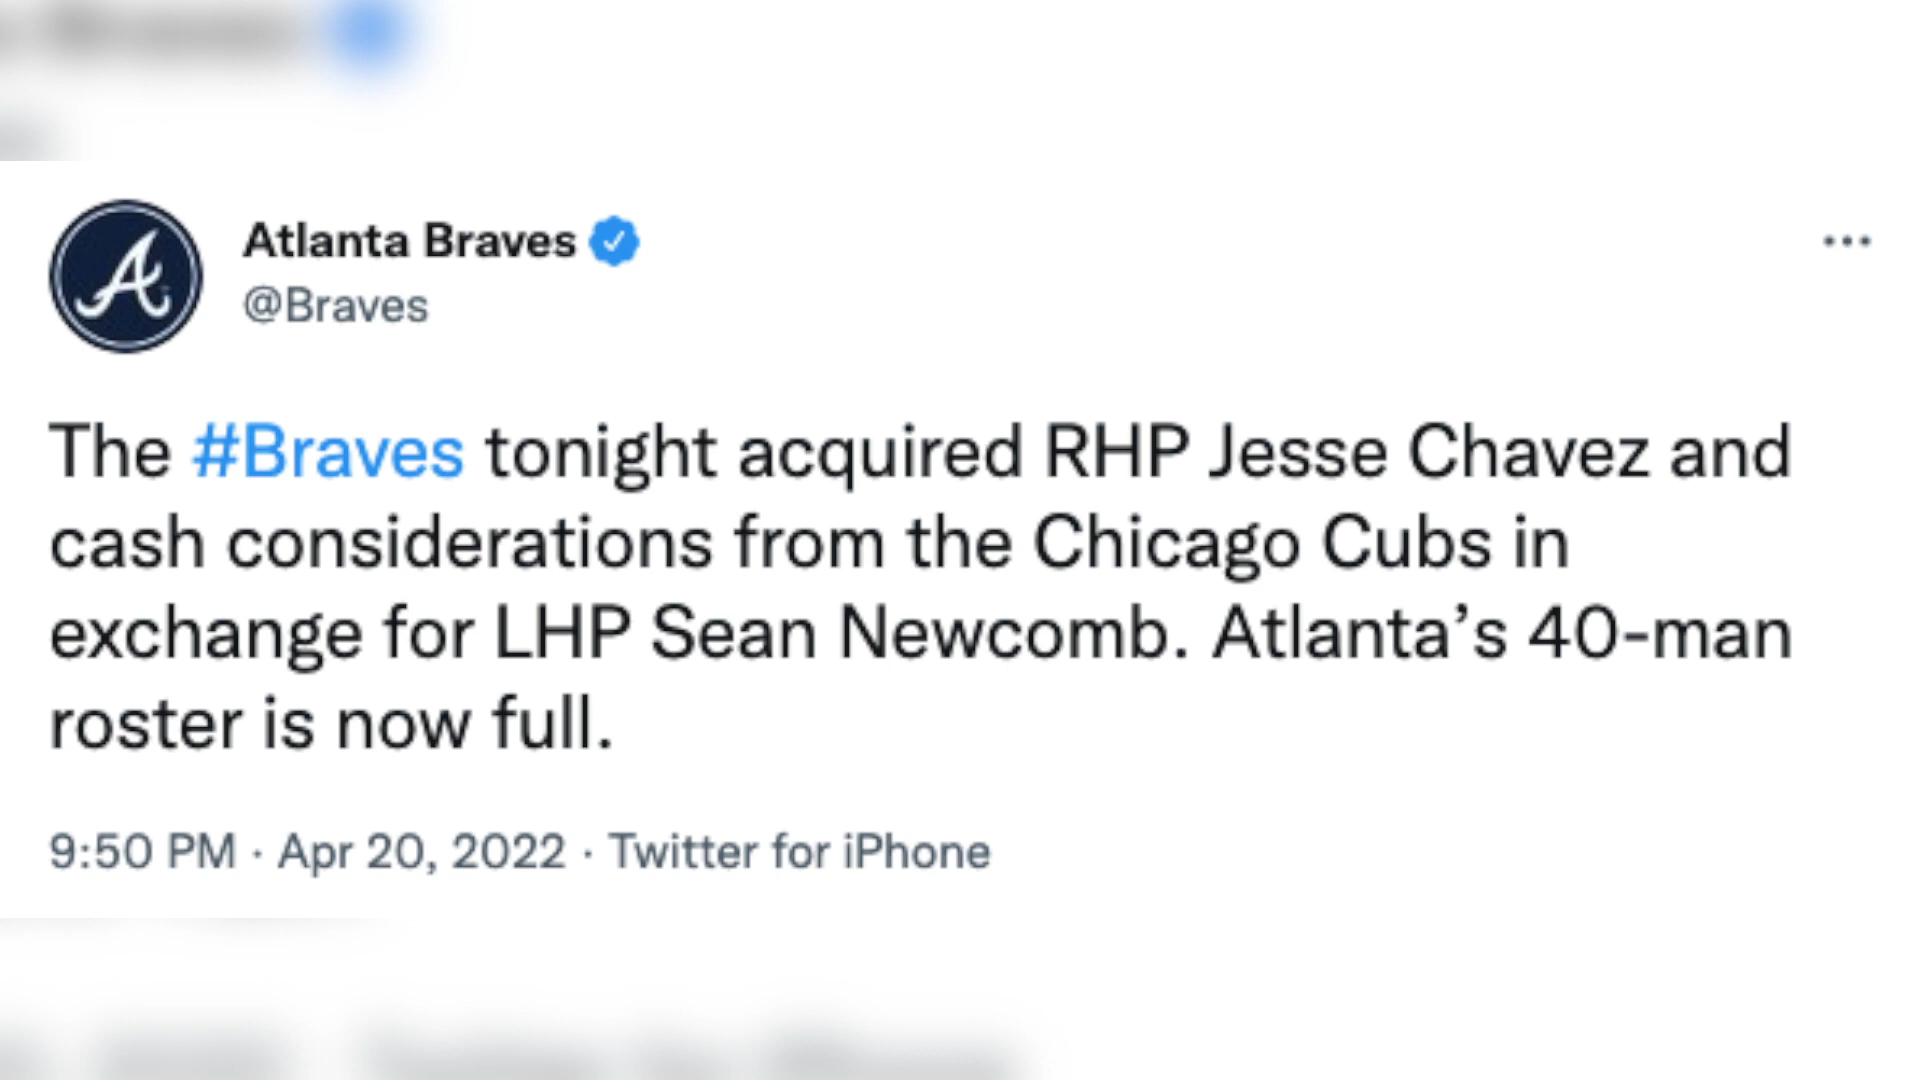 Atlanta Braves
@Braves
The #Braves tonight acquired RHP Jesse Chavez and
cash considerations from the Chicago Cubs in
exchange for LHP Sean Newcomb. Atlanta’s 40-man
roster is now full.
9:50 PM · Apr 20, 2022 · Twitter for iPhone